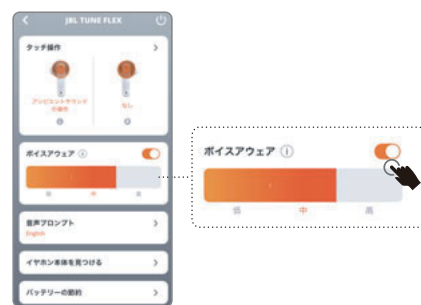 JBL TUNE FLEX
タッチ操作
アンビエントサウンド
の操作
なし
ボイスアウェア
低 中 高
音声プロンプト
English
イヤホン本体を見つける
バッテリーの節約
ボイスアウェア
低 中 高